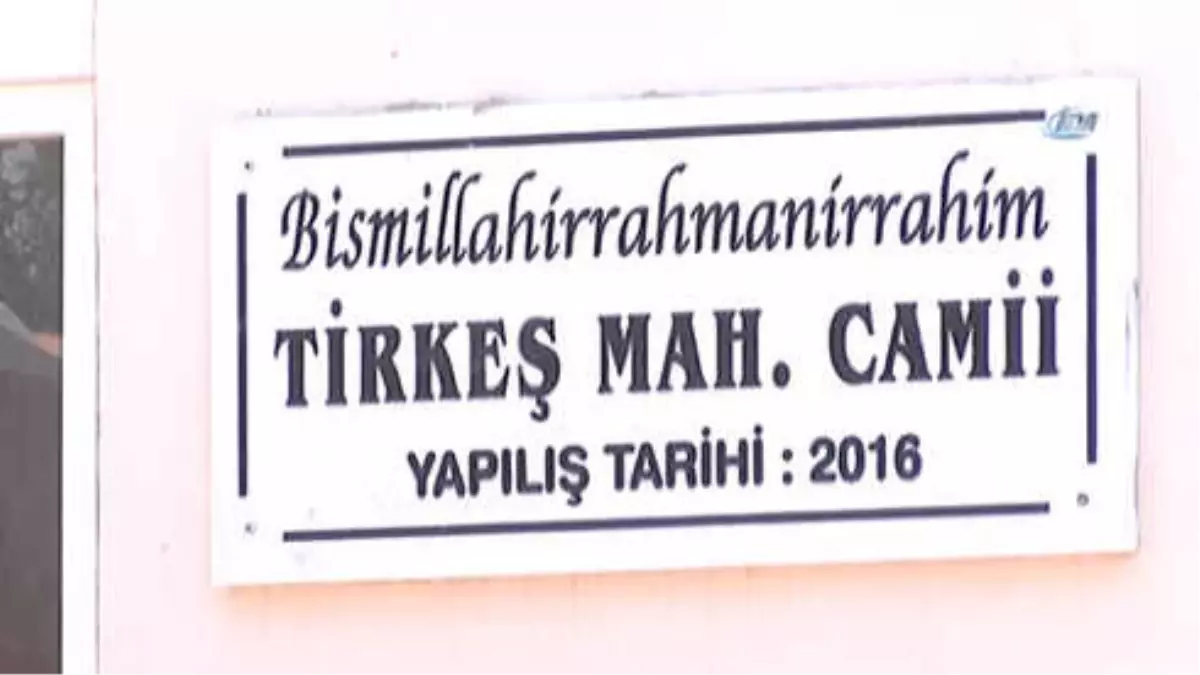 Bismillahirrahmanirrahim
TİRKEŞ MAH. CAMİİ
YAPILIŞ TARİHİ : 2016